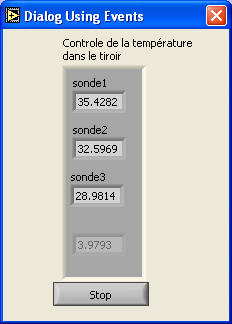 Dialog Using Events
Controle de la température
dans le tiroir
sonde1
35.4282
sonde2
32.5969
sonde3
28.9814
3.9793
Stop